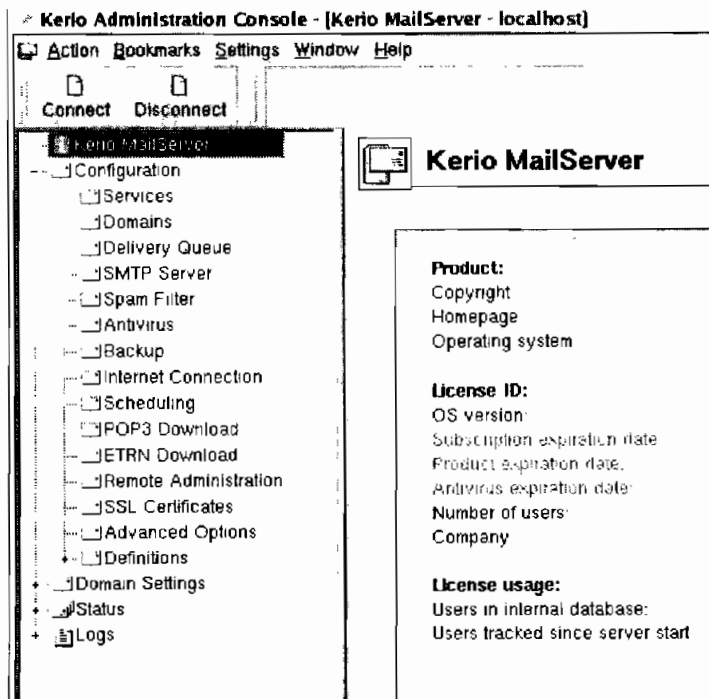 Kerio Administration Console - [Kerio MailServer - localhost]
Action Bookmarks Settings Window Help
Connect Disconnect
Kerio MailServer
Configuration
Services
Domains
Delivery Queue
SMTP Server
Spam Filter
Antivirus
Backup
Internet Connection
Scheduling
POP3 Download
ETRN Download
Remote Administration
SSL Certificates
Advanced Options
Definitions
Domain Settings
Status
Logs
Kerio MailServer
Product:
Copyright
Homepage
Operating system
License ID:
OS version:
Subscription expiration date
Product expiration date:
Antivirus expiration date:
Number of users:
Company
License usage:
Users in internal database:
Users tracked since server start